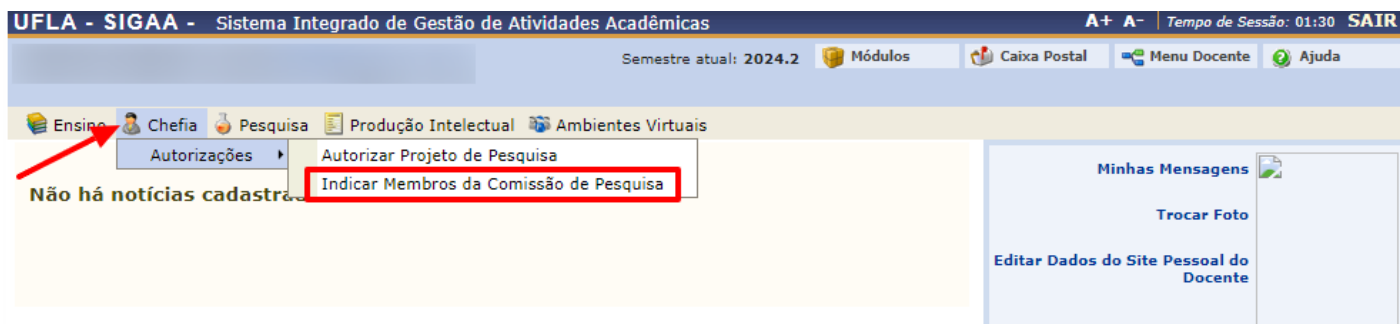 UFLA - SIGAA - Sistema Integrado de Gestão de Atividades Acadêmicas A+ A- Tempo de Sessão: 01:30 SAIR
Semestre atual: 2024.2 Módulos Caixa Postal Menu Docente Ajuda
Ensino Chefia Pesquisa Produção Intelectual Ambientes Virtuais
Autorizações Autorizar Projeto de Pesquisa
Indicar Membros da Comissão de Pesquisa
Não há notícias
Minhas Mensagens
Trocar Foto
Editar Dados do Site Pessoal do
Docente